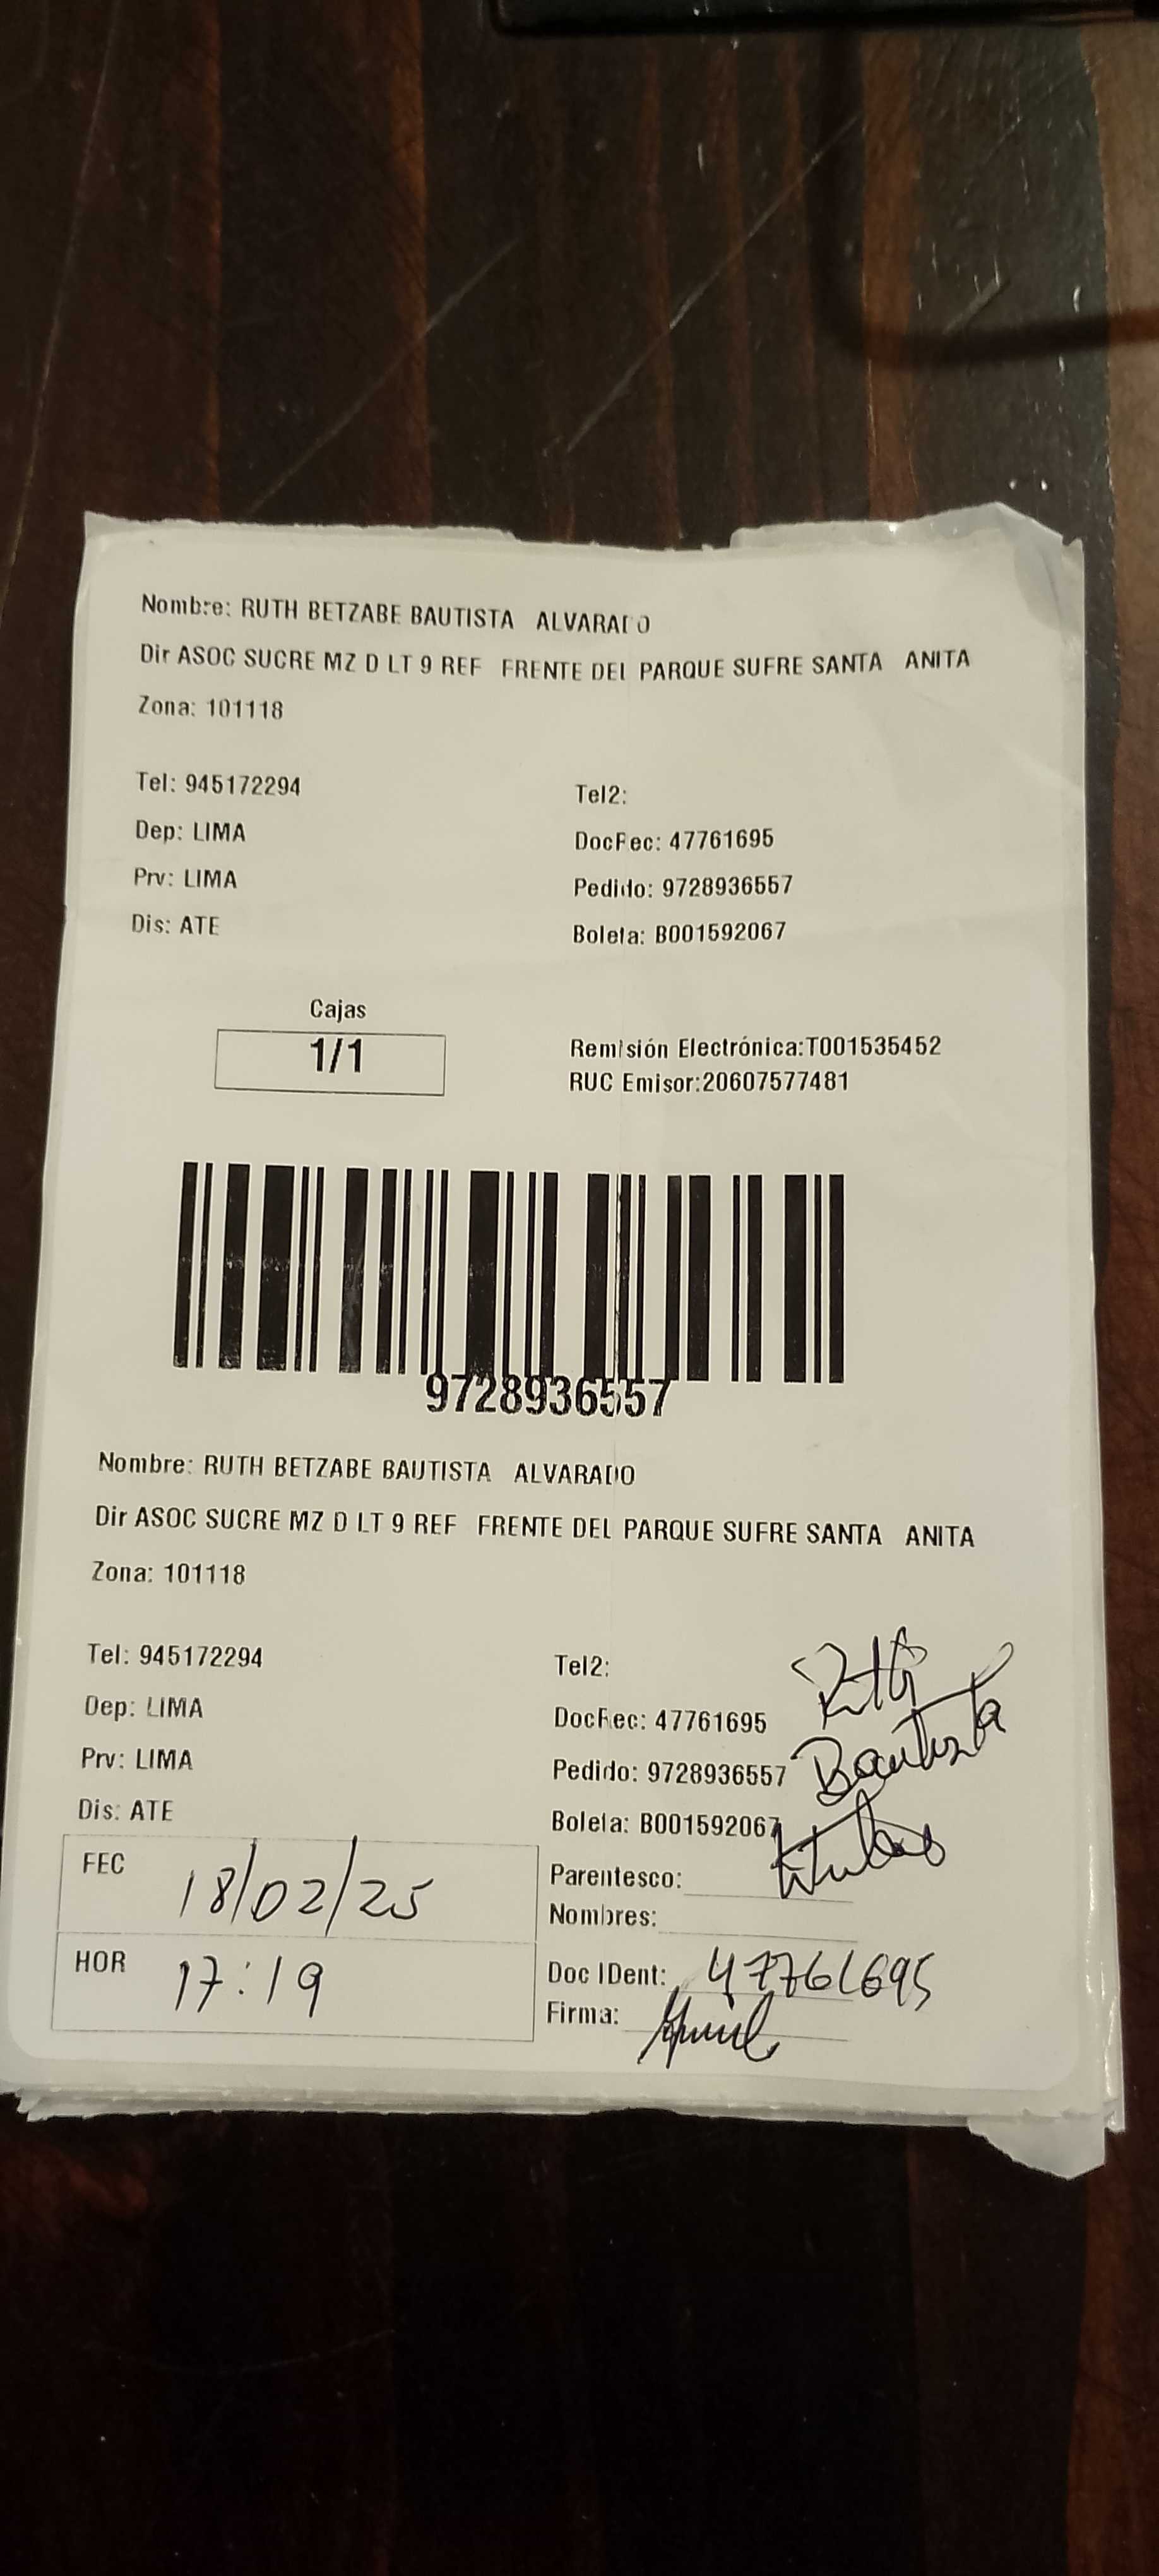 Nombre: RUTH BETZABE BAUTISTA ALVARADO
Dir ASOC SUCRE MZ D LT 9 REF FRENTE DEL PARQUE SUFRE SANTA ANITA
Zona: 101118
Tel: 945172294
Tel2:
Dep: LIMA
DocRec: 47761695
Prv: LIMA
Pedido: 9728936557
Dis: ATE
Boleta: B001592067
Cajas
1/1
Remisión Electrónica:T001535452
RUC Emisor:20607577481
9728936557
Nombre: RUTH BETZABE BAUTISTA ALVARADO
Dir ASOC SUCRE MZ D LT 9 REF FRENTE DEL PARQUE SUFRE SANTA ANITA
Zona: 101118
Tel: 945172294
Tel2:
Dep: LIMA
DocRec: 47761695
Prv: LIMA
Pedido: 9728936557
Dis: ATE
Boleta: B001592067
Ruth
Bautista
titular
FEC 18/02/25
Parentesco:
Nombres:
HOR 17:19
Doc IDent: 47761695
Firma: